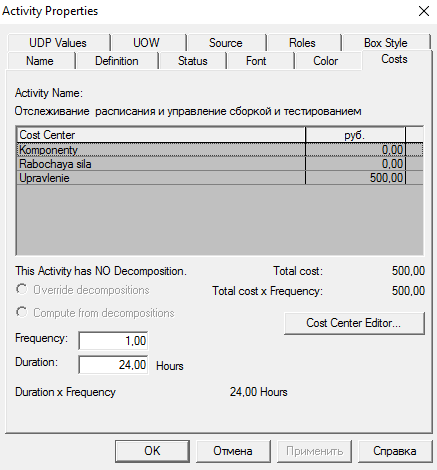 Activity Properties
UDP Values UOW Source Roles Box Style
Name Definition Status Font Color Costs
Activity Name:
Отслеживание расписания и управление сборкой и тестированием
Cost Center руб.
Komponenty 0,00
Rabochaya sila 0,00
Upravlenie 500,00
This Activity has NO Decomposition. Total cost: 500,00
Override decompositions Total cost x Frequency: 500,00
Compute from decompositions
Cost Center Editor...
Frequency: 1,00
Duration: 24,00 Hours
Duration x Frequency 24,00 Hours
OK Отмена Применить Справка